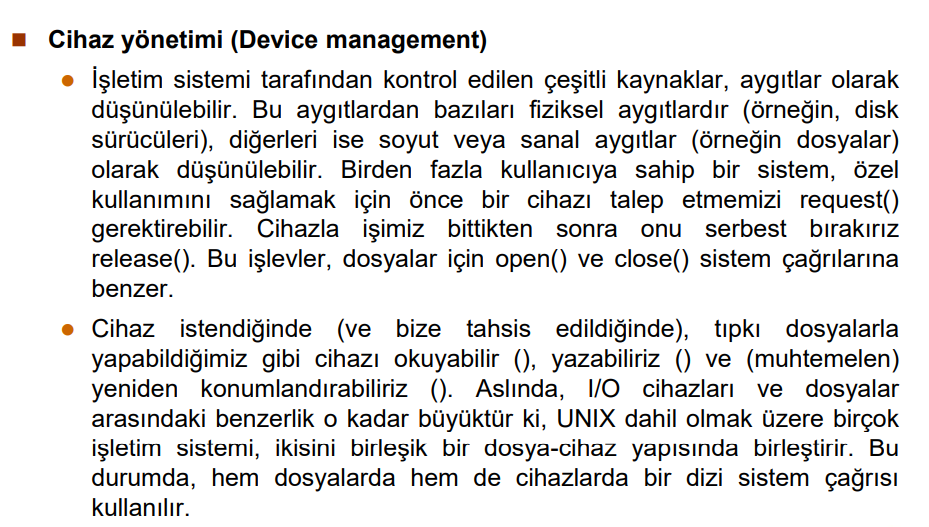 Cihaz yönetimi (Device management)
İşletim sistemi tarafından kontrol edilen çeşitli kaynaklar, aygıtlar olarak
düşünülebilir. Bu aygıtlardan bazıları fiziksel aygıtlardır (örneğin, disk
sürücüleri), diğerleri ise soyut veya sanal aygıtlar (örneğin dosyalar)
olarak düşünülebilir. Birden fazla kullanıcıya sahip bir sistem, özel
kullanımını sağlamak için önce bir cihazı talep etmemizi request()
gerektirebilir. Cihazla işimiz bittikten sonra onu serbest bırakırız
release(). Bu işlevler, dosyalar için open() ve close() sistem çağrılarına
benzer.
Cihaz istendiğinde (ve bize tahsis edildiğinde), tıpkı dosyalarla
yapabildiğimiz gibi cihazı okuyabilir (), yazabiliriz () ve (muhtemelen)
yeniden konumlandırabiliriz (). Aslında, I/O cihazları ve dosyalar
arasındaki benzerlik o kadar büyüktür ki, UNIX dahil olmak üzere birçok
işletim sistemi, ikisini birleşik bir dosya-cihaz yapısında birleştirir. Bu
durumda, hem dosyalarda hem de cihazlarda bir dizi sistem çağrısı
kullanılır.